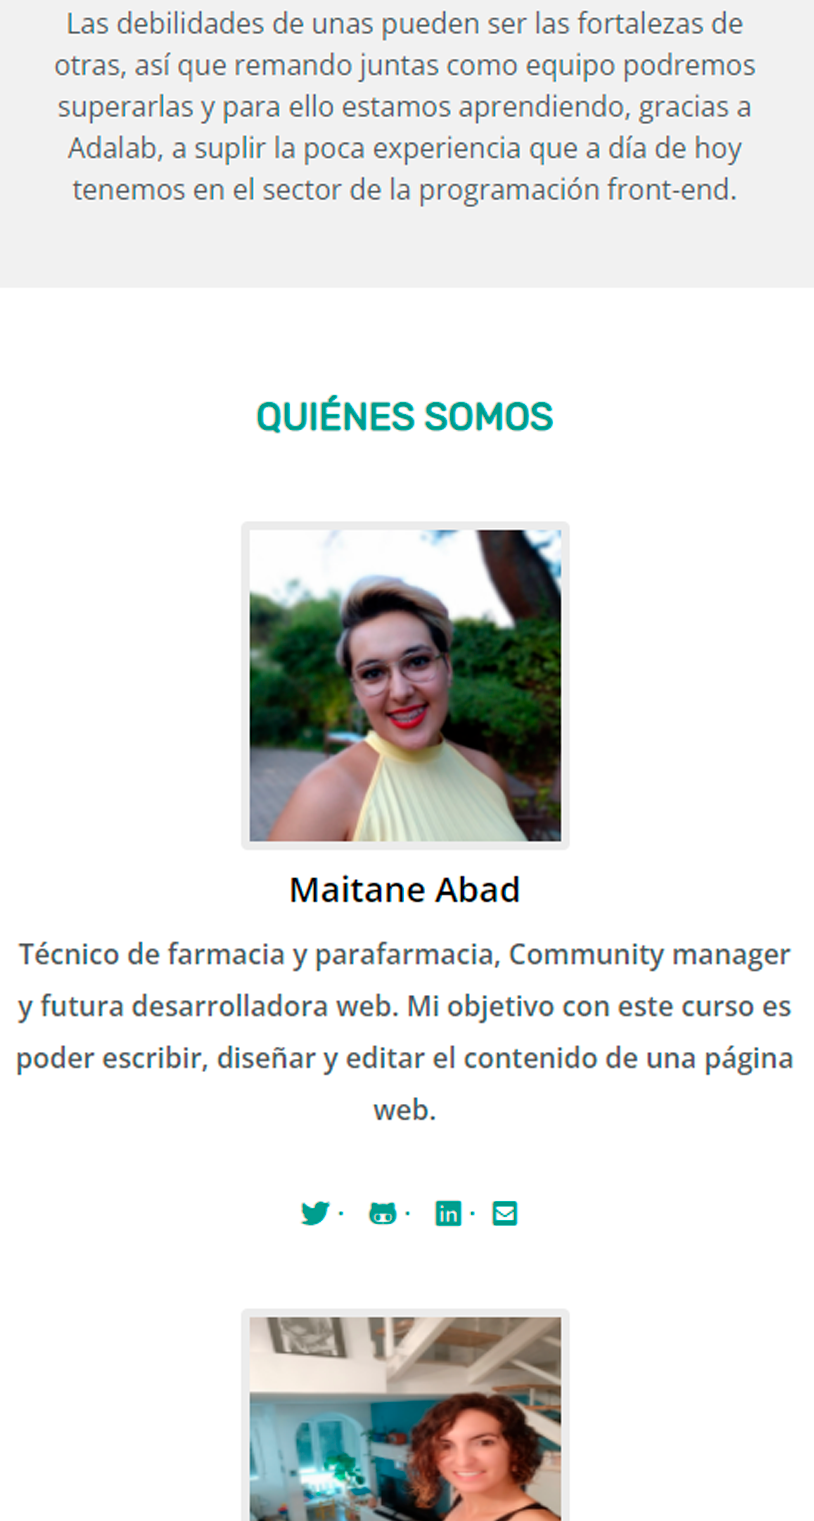 Las debilidades de unas pueden ser las fortalezas de
otras, así que remando juntas como equipo podremos
superarlas y para ello estamos aprendiendo, gracias a
Adalab, a suplir la poca experiencia que a día de hoy
tenemos en el sector de la programación front-end.
QUIÉNES SOMOS
Maitane Abad
Técnico de farmacia y parafarmacia, Community manager
y futura desarrolladora web. Mi objetivo con este curso es
poder escribir, diseñar y editar el contenido de una página
web.